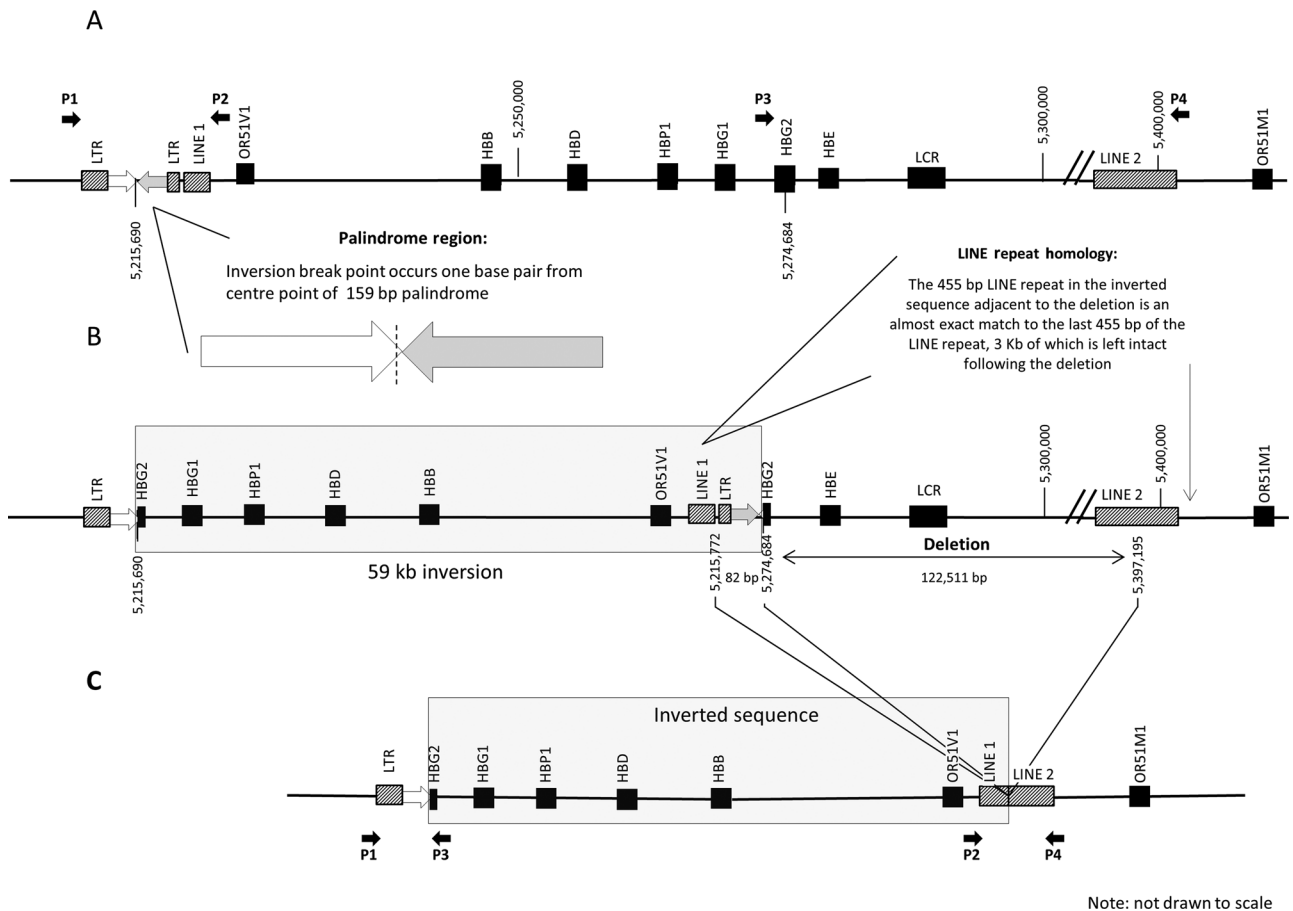 A
P1
P2
P3
P4
LTR
LTR
LINE 1
OR51V1
HBB
5,250,000
HBD
HBP1
HBG1
HBG2
HBE
LCR
5,300,000
LINE 2
5,400,000
OR51M1
5,215,690
5,274,684
Palindrome region:
Inversion break point occurs one base pair from
centre point of 159 bp palindrome
LINE repeat homology:
The 455 bp LINE repeat in the inverted
sequence adjacent to the deletion is an
almost exact match to the last 455 bp of the
LINE repeat, 3 Kb of which is left intact
following the deletion
B
LTR
HBG2
HBG1
HBP1
HBD
HBB
OR51V1
LINE 1
LTR
HBG2
HBE
LCR
5,300,000
LINE 2
5,400,000
OR51M1
5,215,690
59 kb inversion
5,215,772
82 bp
5,274,684
Deletion
122,511 bp
5,397,195
C
Inverted sequence
LTR
HBG2
HBG1
HBP1
HBD
HBB
OR51V1
LINE 1
LINE 2
OR51M1
P1
P3
P2
P4
Note: not drawn to scale